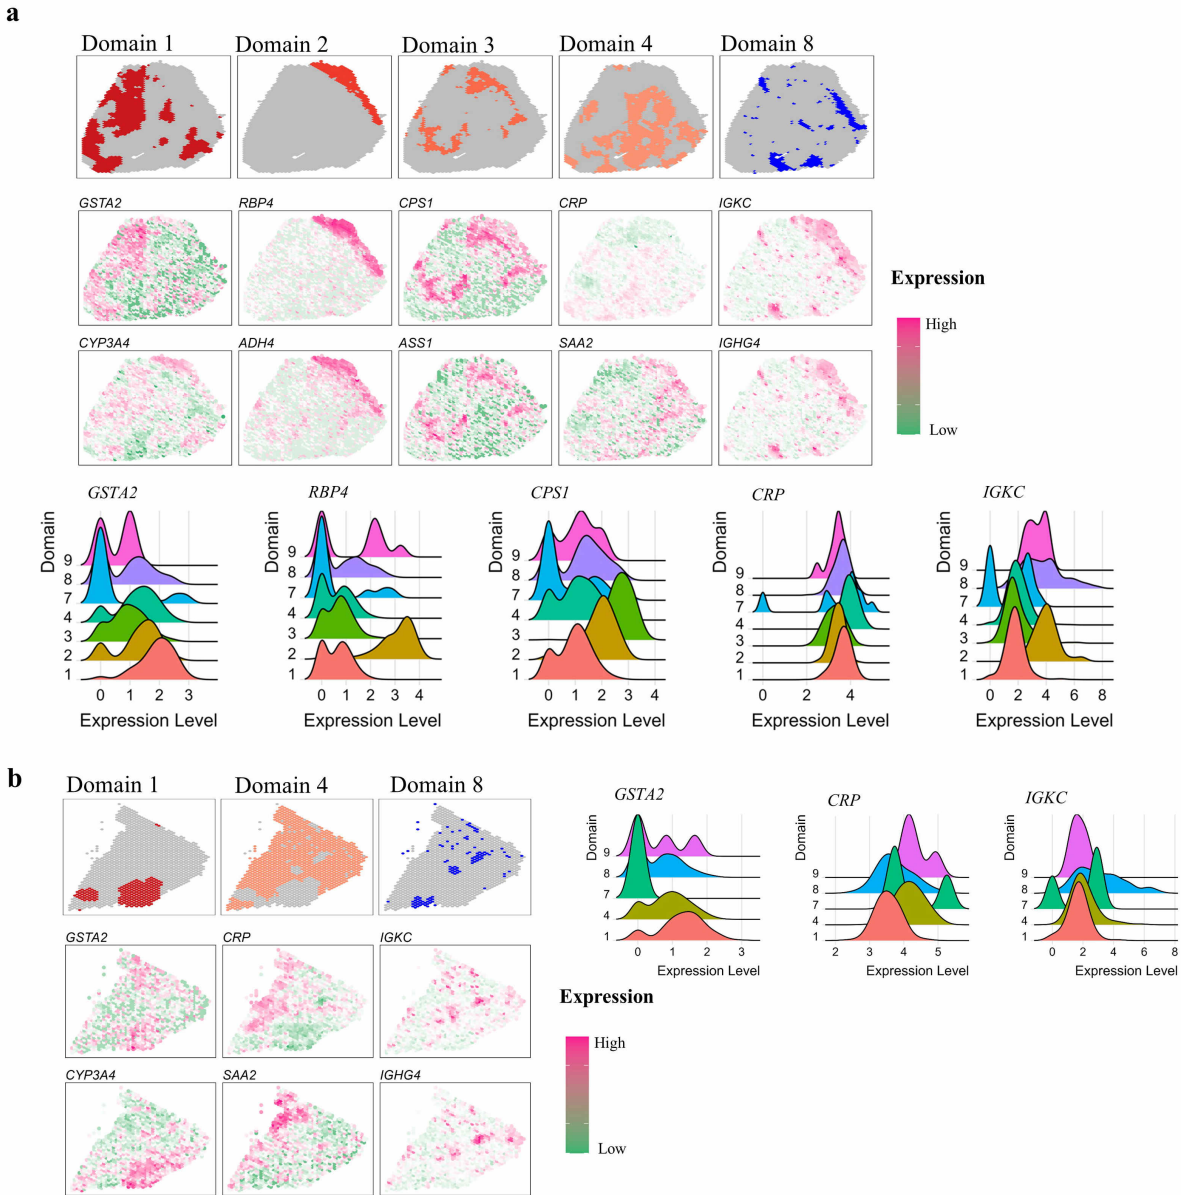 a
Domain 1 Domain 2 Domain 3 Domain 4 Domain 8
GSTA2 RBP4 CPS1 CRP IGKC
Expression
High
Low
CYP3A4 ADH4 ASS1 SAA2 IGHG4
GSTA2
Domain
9
8
7
4
3
2
1
0 1 2 3
Expression Level
RBP4
Domain
9
8
7
4
3
2
1
0 1 2 3 4
Expression Level
CPS1
Domain
9
8
7
4
3
2
1
0 1 2 3 4
Expression Level
CRP
Domain
9
8
7
4
3
2
1
0 2 4
Expression Level
IGKC
Domain
9
8
7
4
3
2
1
0 2 4 6 8
Expression Level
b
Domain 1 Domain 4 Domain 8
GSTA2 CRP IGKC
CYP3A4 SAA2 IGHG4
GSTA2
Domain
9
8
7
4
1
0 1 2 3
Expression Level
CRP
Domain
9
8
7
4
1
2 3 4 5
Expression Level
IGKC
Domain
9
8
7
4
1
0 2 4 6 8
Expression Level
Expression
High
Low